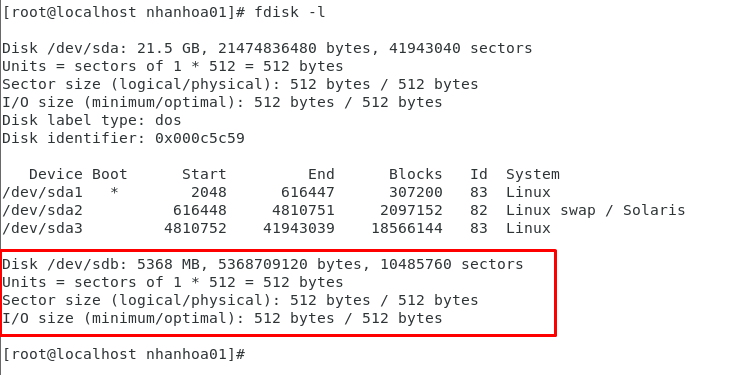 [root@localhost nhanhoa01]# fdisk -l
Disk /dev/sda: 21.5 GB, 21474836480 bytes, 41943040 sectors
Units = sectors of 1 * 512 = 512 bytes
Sector size (logical/physical): 512 bytes / 512 bytes
I/O size (minimum/optimal): 512 bytes / 512 bytes
Disk label type: dos
Disk identifier: 0x000c5c59
Device Boot      Start         End      Blocks   Id  System
/dev/sda1   *        2048      616447      307200   83  Linux
/dev/sda2          616448     4810751     2097152   82  Linux swap / Solaris
/dev/sda3         4810752    41943039    18566144   83  Linux
Disk /dev/sdb: 5368 MB, 5368709120 bytes, 10485760 sectors
Units = sectors of 1 * 512 = 512 bytes
Sector size (logical/physical): 512 bytes / 512 bytes
I/O size (minimum/optimal): 512 bytes / 512 bytes
[root@localhost nhanhoa01]#